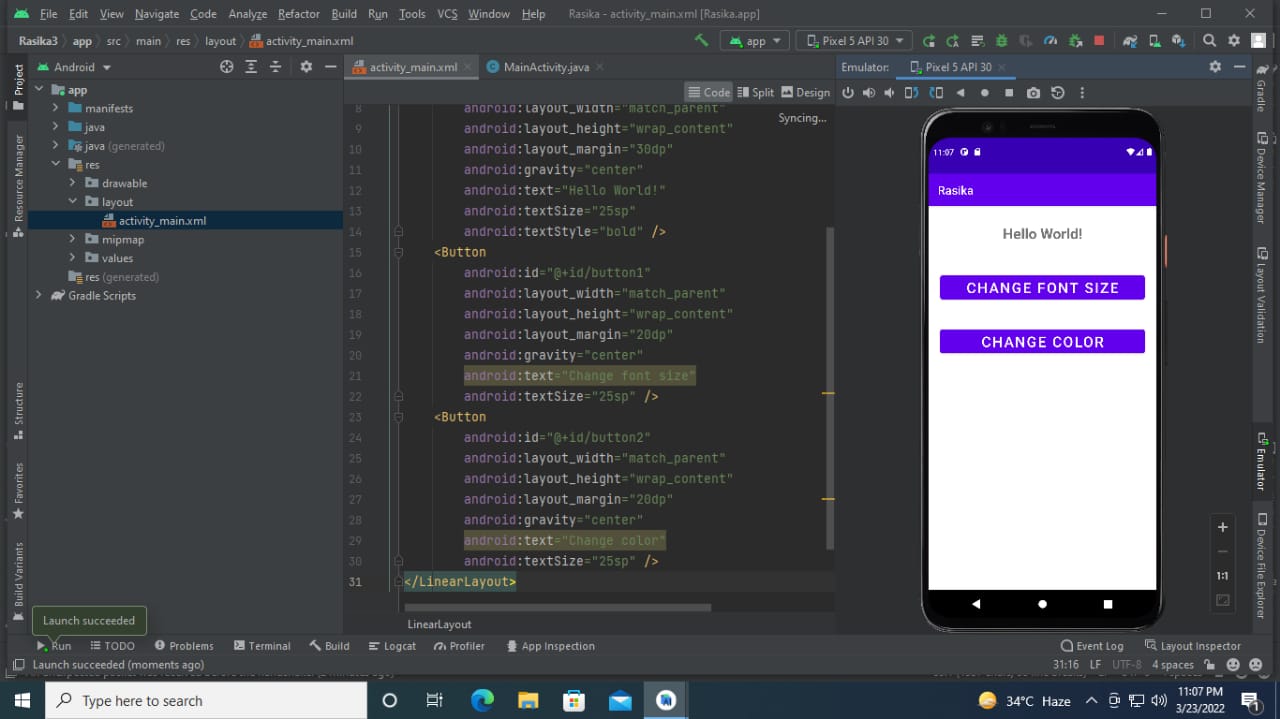 File Edit View Navigate Code Analyze Refactor Build Run Tools VCS Window Help Rasika - activity_main.xml [Rasika.app]
Rasika3 app src main res layout activity_main.xml app Pixel 5 API 30
Android activity_main.xml MainActivity.java Emulator: Pixel 5 API 30
Code Split Design
Syncing...
Project
Resource Manager
Structure
Favorites
Build Variants
app
manifests
java
java (generated)
res
drawable
layout
activity_main.xml
mipmap
values
res (generated)
Gradle Scripts
8 android:layout_width="match_parent"
9 android:layout_height="wrap_content"
10 android:layout_margin="30dp"
11 android:gravity="center"
12 android:text="Hello World!"
13 android:textSize="25sp"
14 android:textStyle="bold" />
15 <Button
16 android:id="@+id/button1"
17 android:layout_width="match_parent"
18 android:layout_height="wrap_content"
19 android:layout_margin="20dp"
20 android:gravity="center"
21 android:text="Change font size"
22 android:textSize="25sp" />
23 <Button
24 android:id="@+id/button2"
25 android:layout_width="match_parent"
26 android:layout_height="wrap_content"
27 android:layout_margin="20dp"
28 android:gravity="center"
29 android:text="Change color"
30 android:textSize="25sp" />
31 </LinearLayout>
LinearLayout
11:07
Rasika
Hello World!
CHANGE FONT SIZE
CHANGE COLOR
1:1
Gradle
Device Manager
Layout Validation
Emulator
Device File Explorer
Launch succeeded
Run TODO Problems Terminal Build Logcat Profiler App Inspection Event Log Layout Inspector
Launch succeeded (moments ago) 31:16 LF UTF-8 4 spaces
Type here to search
34°C Haze
11:07 PM
3/23/2022
1